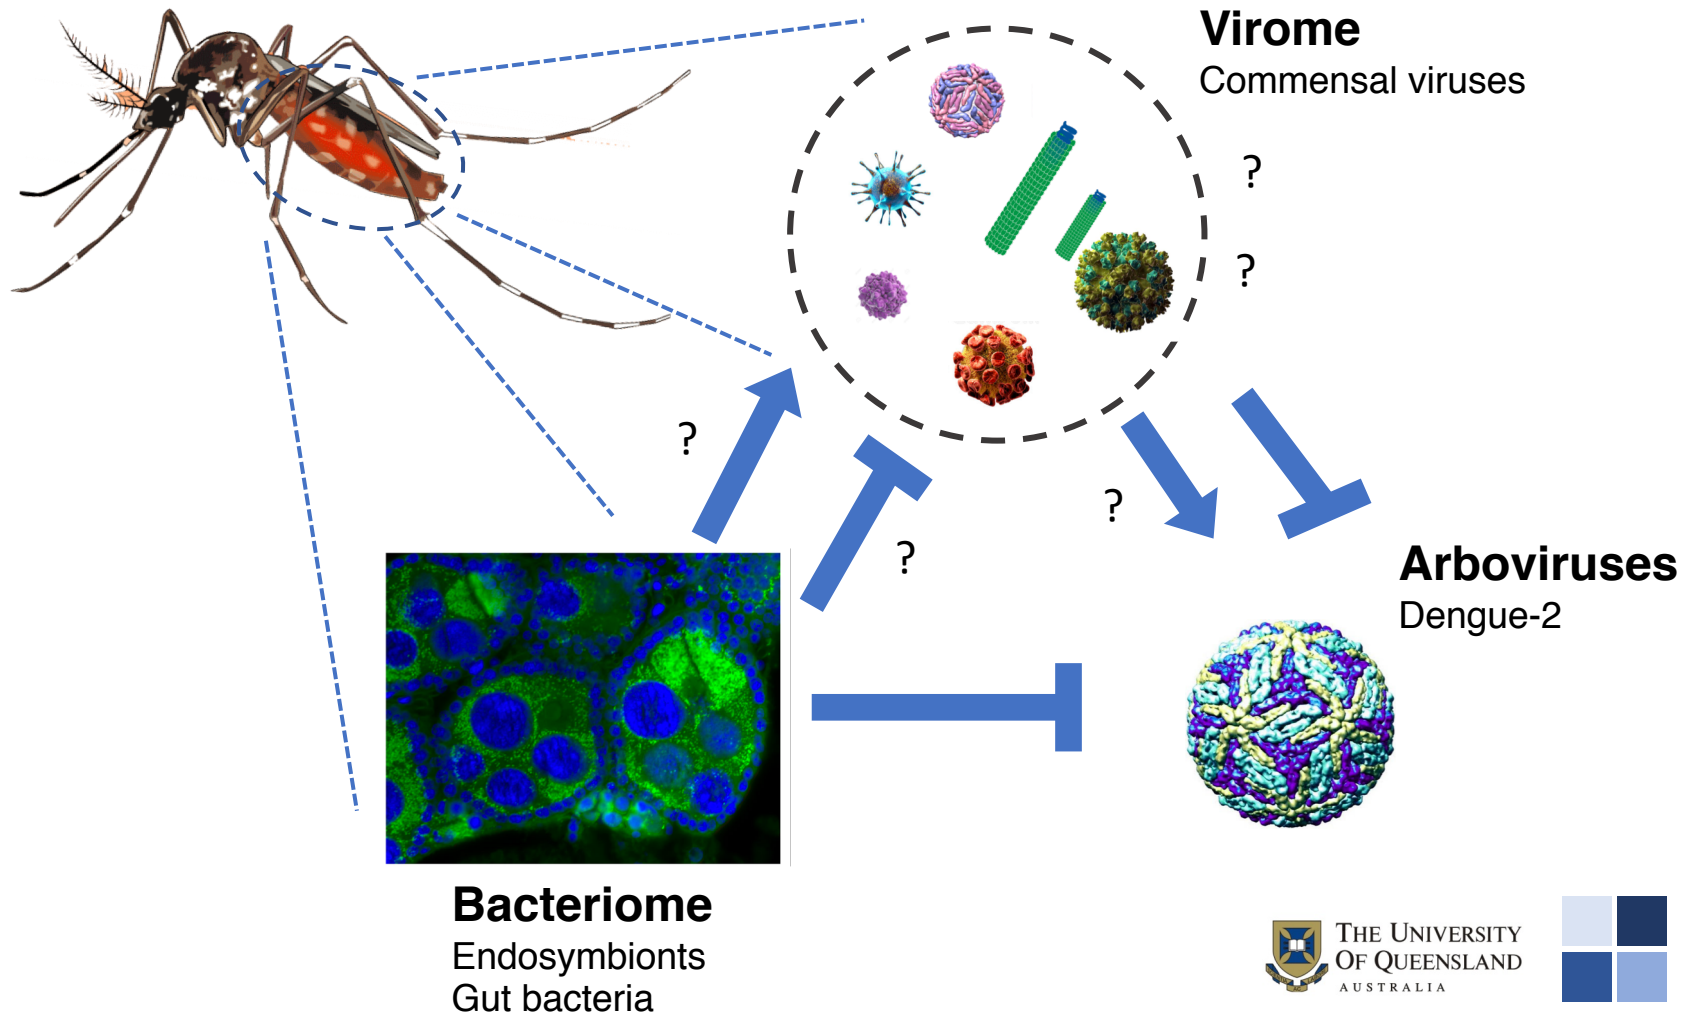 Virome
Commensal viruses
?
?
?
?
?
Arboviruses
Dengue-2
Bacteriome
Endosymbionts
Gut bacteria
THE UNIVERSITY
OF QUEENSLAND
AUSTRALIA